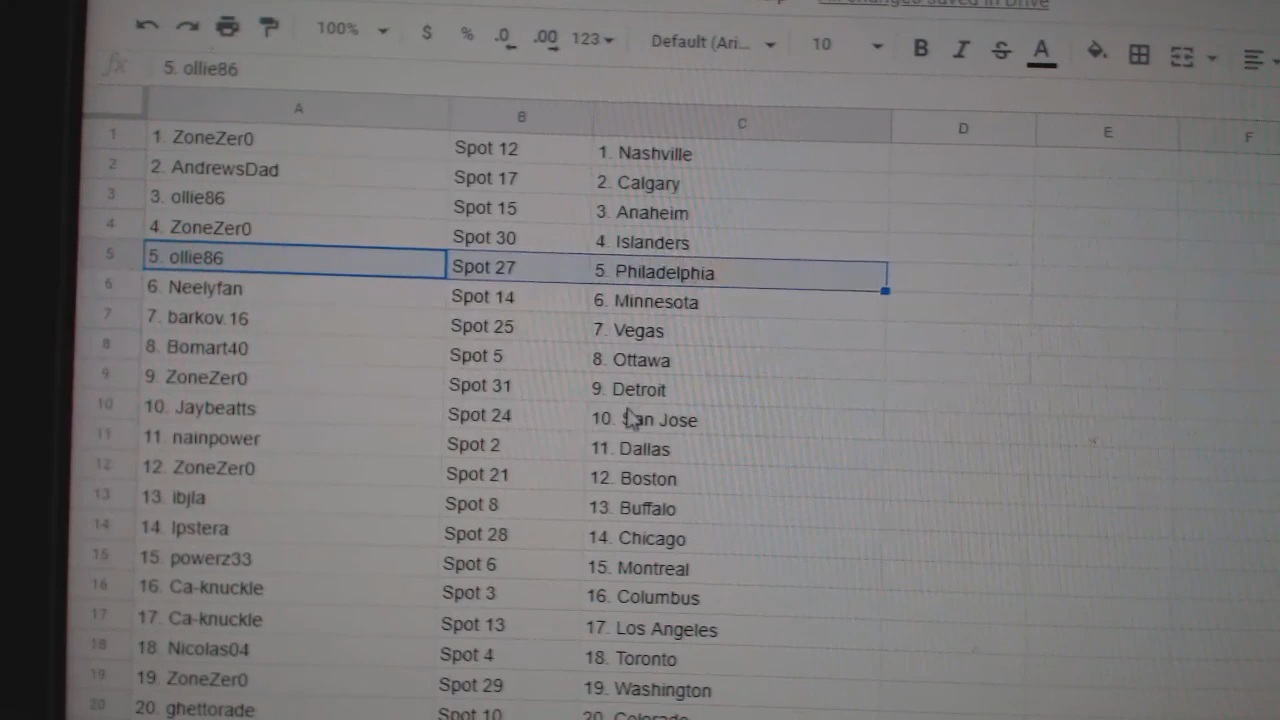 saved in Drive
100% $ % .0 .00 123 Default (Ari... 10 B I S A
fx 5. ollie86
A B C D E F
1 1. ZoneZer0 Spot 12 1. Nashville
2 2. AndrewsDad Spot 17 2. Calgary
3 3. ollie86 Spot 15 3. Anaheim
4 4. ZoneZer0 Spot 30 4. Islanders
5 5. ollie86 Spot 27 5. Philadelphia
6 6. Neelyfan Spot 14 6. Minnesota
7 7. barkov.16 Spot 25 7. Vegas
8 8. Bomart40 Spot 5 8. Ottawa
9 9. ZoneZer0 Spot 31 9. Detroit
10 10. Jaybeatts Spot 24 10. San Jose
11 11. nainpower Spot 2 11. Dallas
12 12. ZoneZer0 Spot 21 12. Boston
13 13. ibjla Spot 8 13. Buffalo
14 14. Ipstera Spot 28 14. Chicago
15 15. powerz33 Spot 6 15. Montreal
16 16. Ca-knuckle Spot 3 16. Columbus
17 17. Ca-knuckle Spot 13 17. Los Angeles
18 18. Nicolas04 Spot 4 18. Toronto
19 19. ZoneZer0 Spot 29 19. Washington
20 20. ghettorade Spot 10 20. Colorado